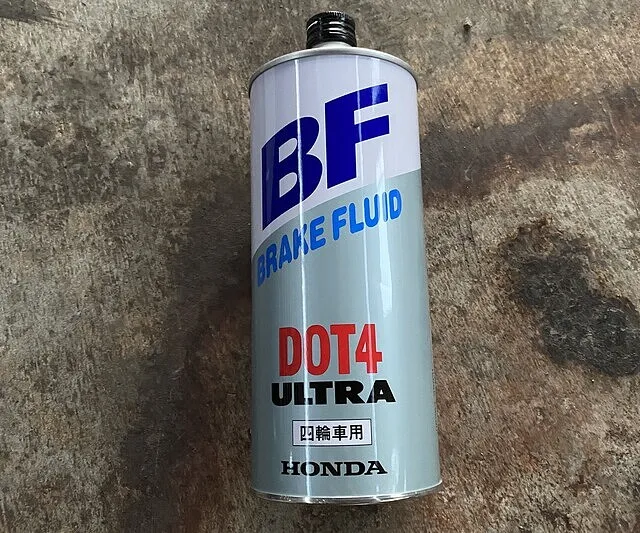 BF
BRAKE FLUID
DOT4
ULTRA
四輪車用
HONDA